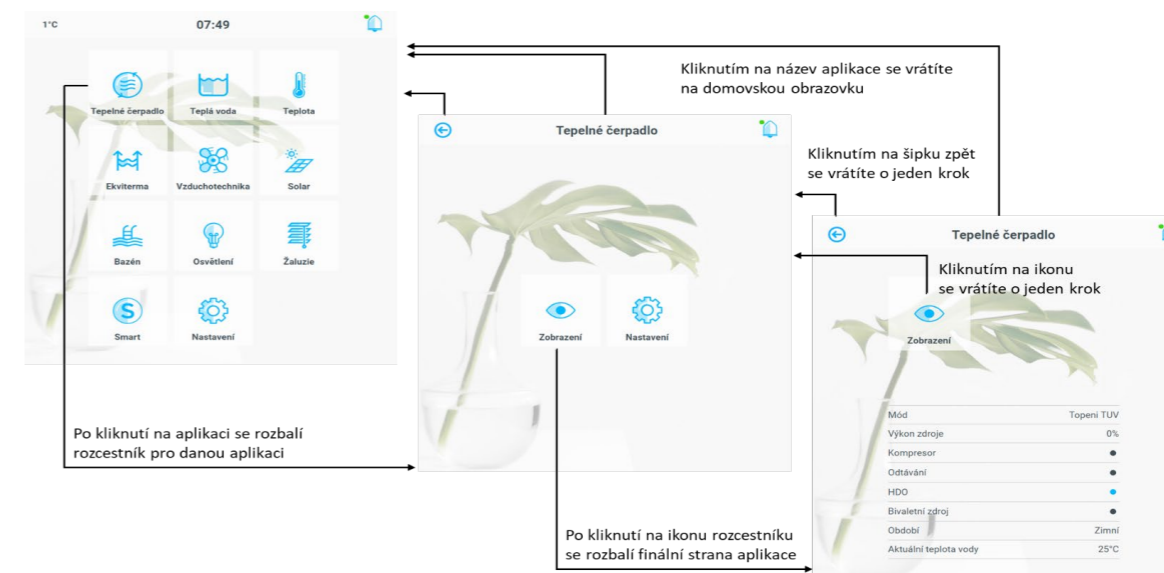 1°C
07:49
Tepelné čerpadlo
Teplá voda
Teplota
Ekviterma
Vzduchotechnika
Solar
Bazén
Osvětlení
Žaluzie
S
Smart
Nastavení
Po kliknutí na aplikaci se rozbalí
rozcestník pro danou aplikaci
Kliknutím na název aplikace se vrátíte
na domovskou obrazovku
Tepelné čerpadlo
Zobrazení
Nastavení
Kliknutím na šipku zpět
se vrátíte o jeden krok
Po kliknutí na ikonu rozcestníku
se rozbalí finální strana aplikace
Tepelné čerpadlo
Kliknutím na ikonu
se vrátíte o jeden krok
Zobrazení
Mód Topeni TUV
Výkon zdroje 0%
Kompresor
Odtávání
HDO
Bivaletní zdroj
Období Zimní
Aktuální teplota vody 25°C